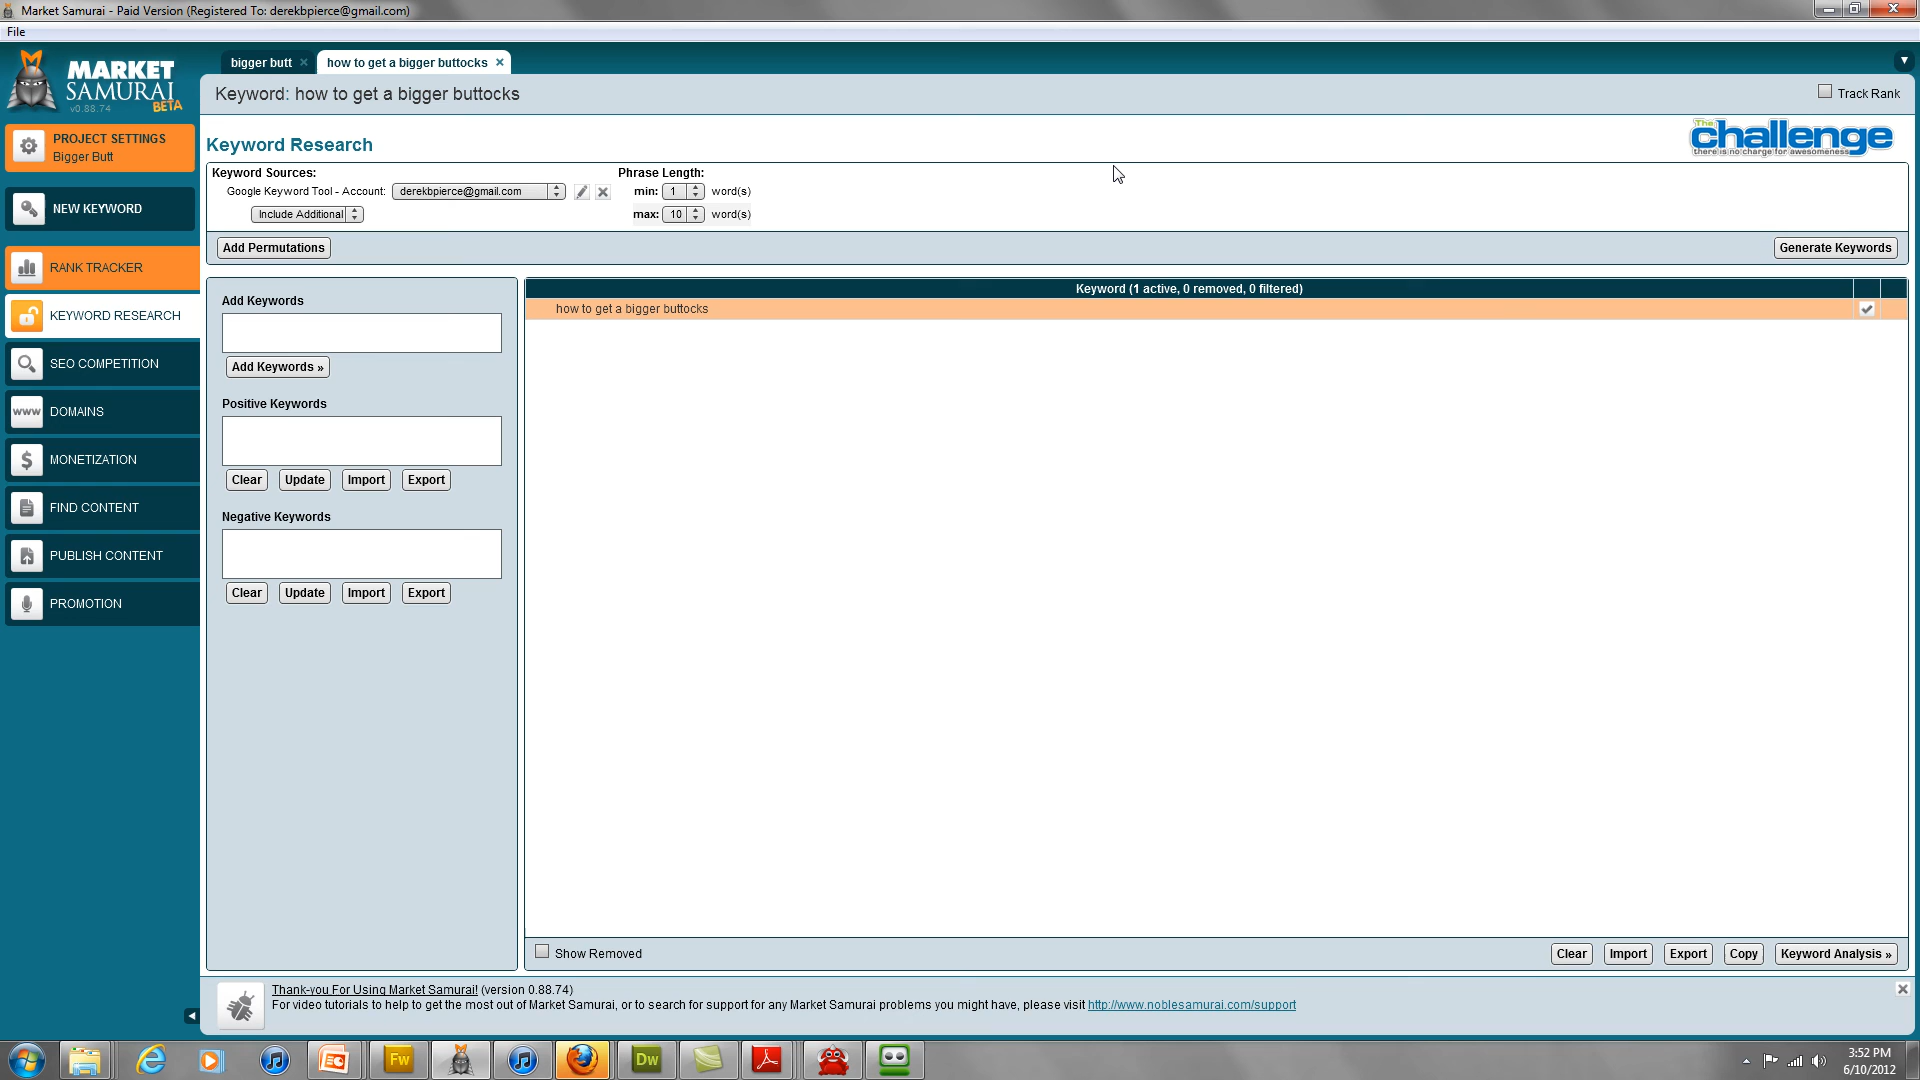 Market Samurai - Paid Version (Registered To: derekbpierce@gmail.com)
File
MARKET SAMURAI
v0.88.74 BETA
bigger butt
how to get a bigger buttocks
Keyword: how to get a bigger buttocks
Track Rank
PROJECT SETTINGS
Bigger Butt
NEW KEYWORD
RANK TRACKER
KEYWORD RESEARCH
SEO COMPETITION
www DOMAINS
MONETIZATION
FIND CONTENT
PUBLISH CONTENT
PROMOTION
Keyword Research
The challenge
there is no charge for awesomeness
Keyword Sources:
Phrase Length:
Google Keyword Tool - Account: derekbpierce@gmail.com
min: 1 word(s)
Include Additional
max: 10 word(s)
Add Permutations
Generate Keywords
Add Keywords
Add Keywords »
Positive Keywords
Clear Update Import Export
Negative Keywords
Clear Update Import Export
Keyword (1 active, 0 removed, 0 filtered)
how to get a bigger buttocks
Show Removed
Clear Import Export Copy Keyword Analysis »
Thank-you For Using Market Samurai! (version 0.88.74)
For video tutorials to help to get the most out of Market Samurai, or to search for support for any Market Samurai problems you might have, please visit http://www.noblesamurai.com/support
Fw
Dw
3:52 PM
6/10/2012